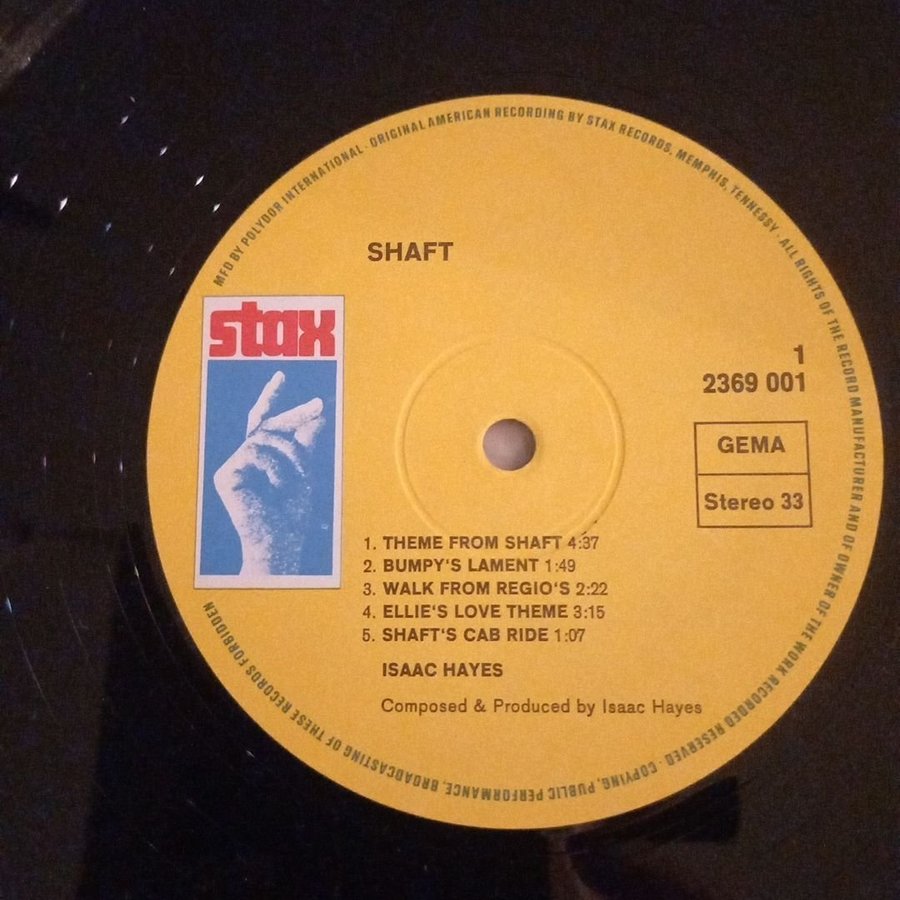 MFD BY POLYDOR INTERNATIONAL · ORIGINAL AMERICAN RECORDING BY STAX RECORDS, MEMPHIS, TENNESSY · ALL RIGHTS OF THE RECORD MANUFACTURER AND OF OWNER OF THE WORK RECORDED RESERVED · COPYING, PUBLIC PERFORMANCE, BROADCASTING OF THESE RECORDS FORBIDDEN
SHAFT
stax
1
2369 001
GEMA
Stereo 33
1. THEME FROM SHAFT 4:37
2. BUMPY'S LAMENT 1:49
3. WALK FROM REGIO'S 2:22
4. ELLIE'S LOVE THEME 3:15
5. SHAFT'S CAB RIDE 1:07
ISAAC HAYES
Composed & Produced by Isaac Hayes